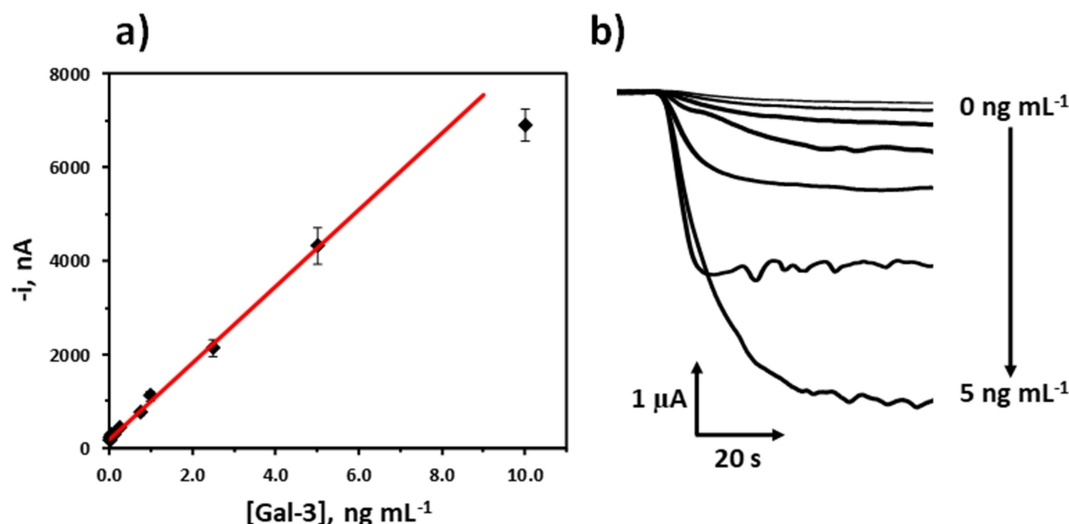 a)
8000
6000
4000
2000
0
0.0 2.0 4.0 6.0 8.0 10.0
-i, nA
[Gal-3], ng mL⁻¹
b)
0 ng mL⁻¹
5 ng mL⁻¹
1 µA
20 s